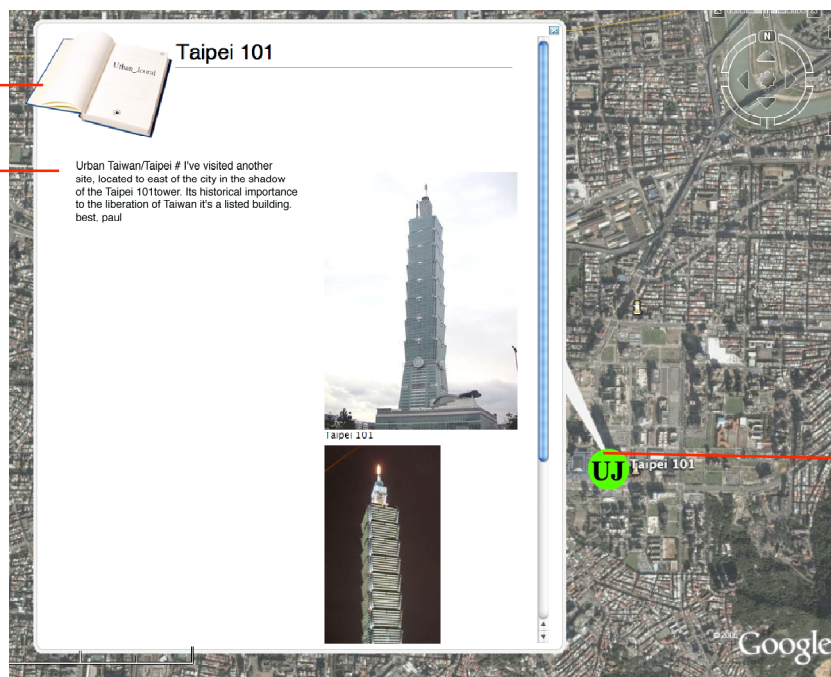 Taipei 101
Urban_Journal
Urban Taiwan/Taipei # I've visited another
site, located to east of the city in the shadow
of the Taipei 101tower. Its historical importance
to the liberation of Taiwan it's a listed building.
best, paul
Taipei 101
N
i
UJ
Taipei 101
© 2006
Google